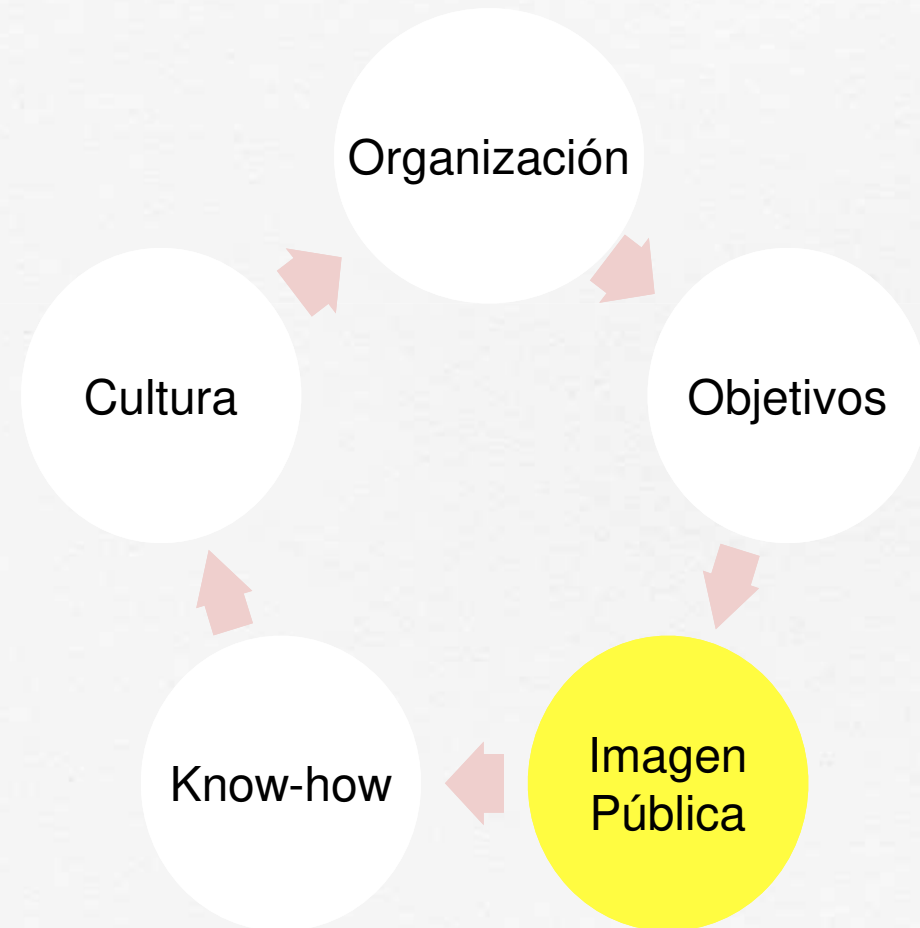 Organización
Cultura
Objetivos
Know-how
Imagen
Pública